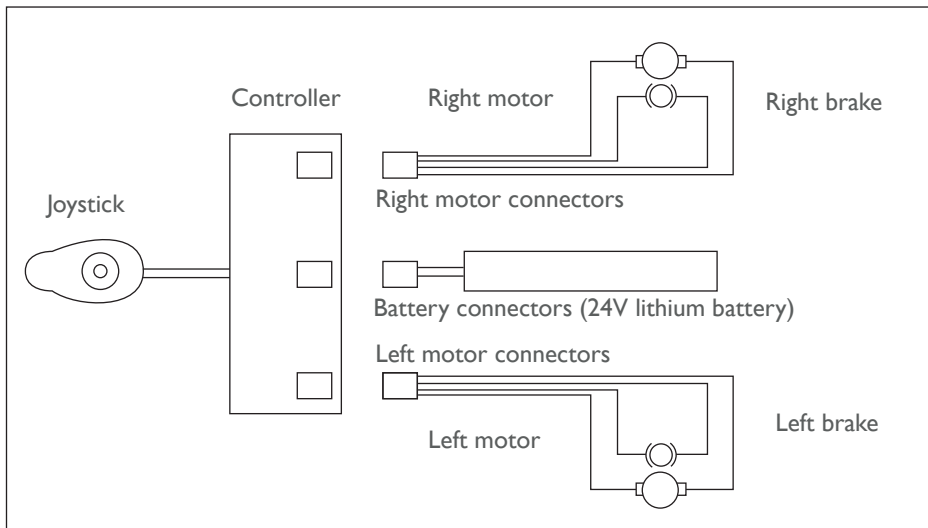 Controller
Right motor
Right brake
Right motor connectors
Joystick
Battery connectors (24V lithium battery)
Left motor connectors
Left motor
Left brake